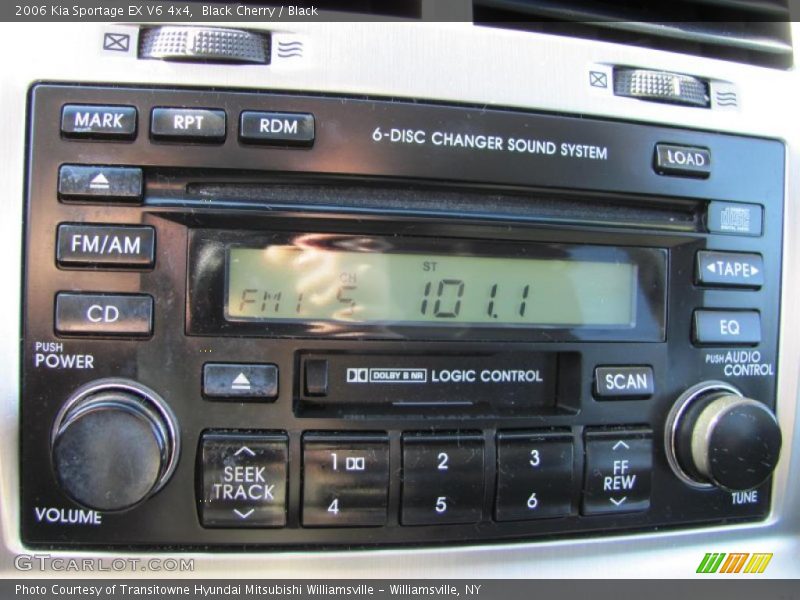 2006 Kia Sportage EX V6 4x4, Black Cherry / Black
MARK
RPT
RDM
6-DISC CHANGER SOUND SYSTEM
LOAD
FM/AM
CD
TAPE
EQ
FM1 CH 5 ST 101.1
PUSH
POWER
PUSH AUDIO
CONTROL
DOLBY B NR LOGIC CONTROL
SCAN
SEEK
TRACK
1
4
2
5
3
6
FF
REW
VOLUME
TUNE
GTCARLOT.COM
Photo Courtesy of Transitowne Hyundai Mitsubishi Williamsville - Williamsville, NY